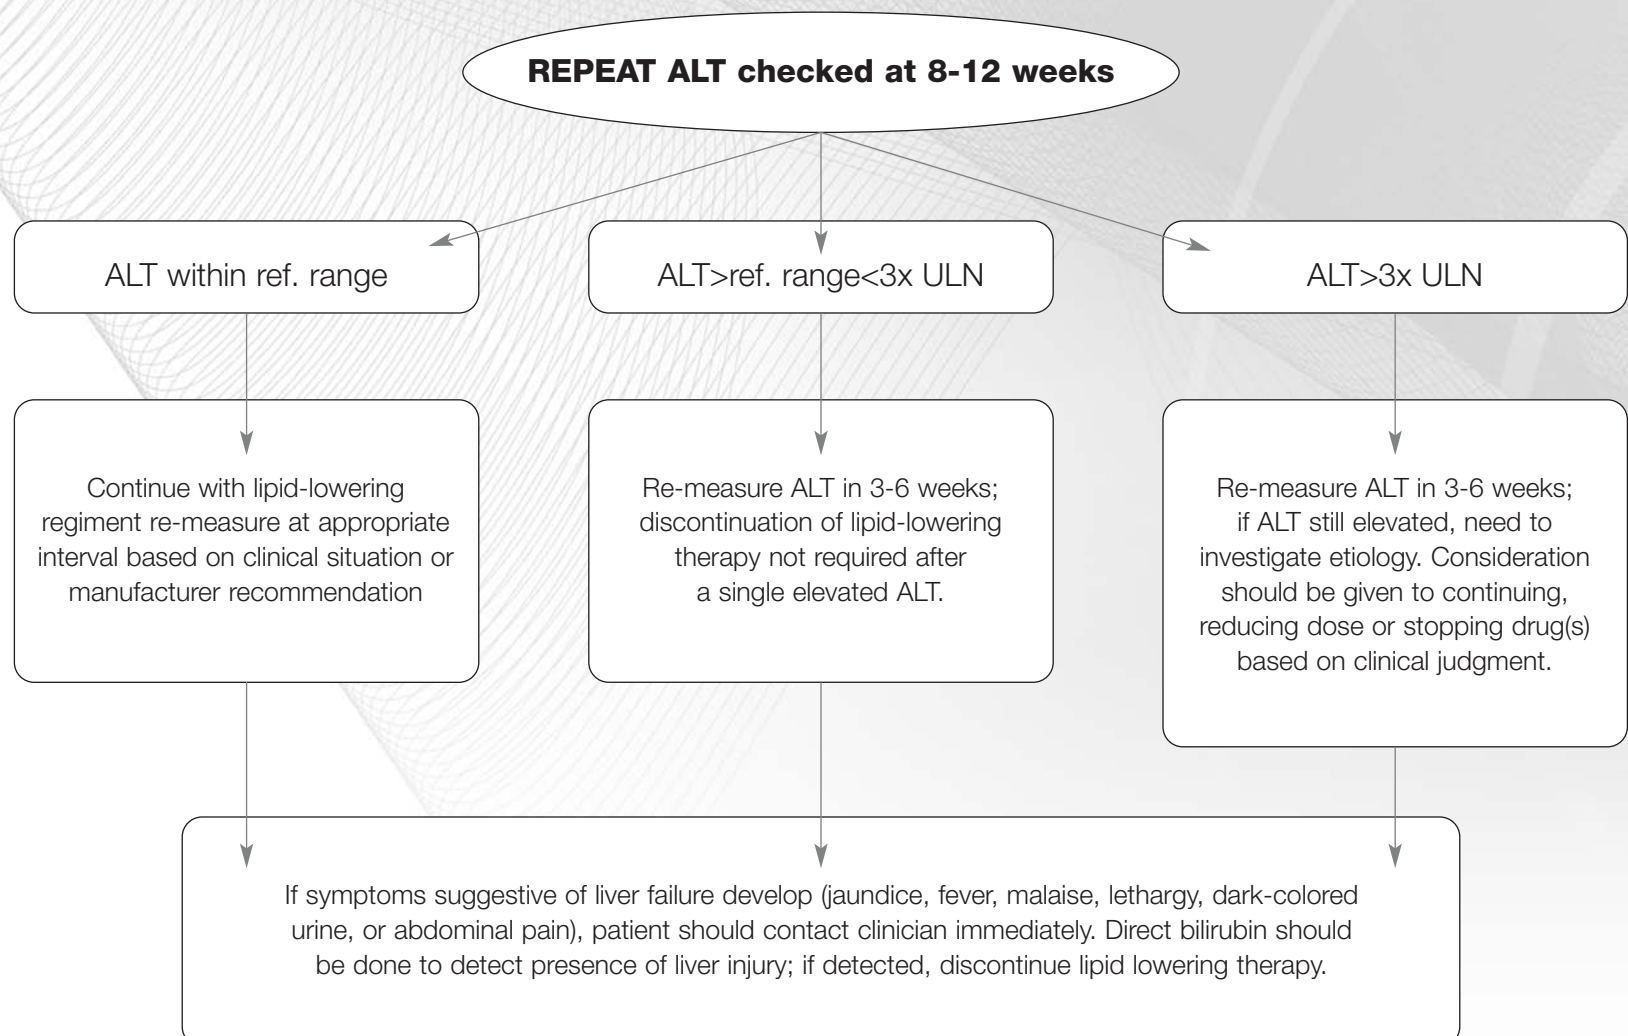 REPEAT ALT checked at 8-12 weeks
ALT within ref. range
ALT>ref. range<3x ULN
ALT>3x ULN
Continue with lipid-lowering
regiment re-measure at appropriate
interval based on clinical situation or
manufacturer recommendation
Re-measure ALT in 3-6 weeks;
discontinuation of lipid-lowering
therapy not required after
a single elevated ALT.
Re-measure ALT in 3-6 weeks;
if ALT still elevated, need to
investigate etiology. Consideration
should be given to continuing,
reducing dose or stopping drug(s)
based on clinical judgment.
If symptoms suggestive of liver failure develop (jaundice, fever, malaise, lethargy, dark-colored
urine, or abdominal pain), patient should contact clinician immediately. Direct bilirubin should
be done to detect presence of liver injury; if detected, discontinue lipid lowering therapy.